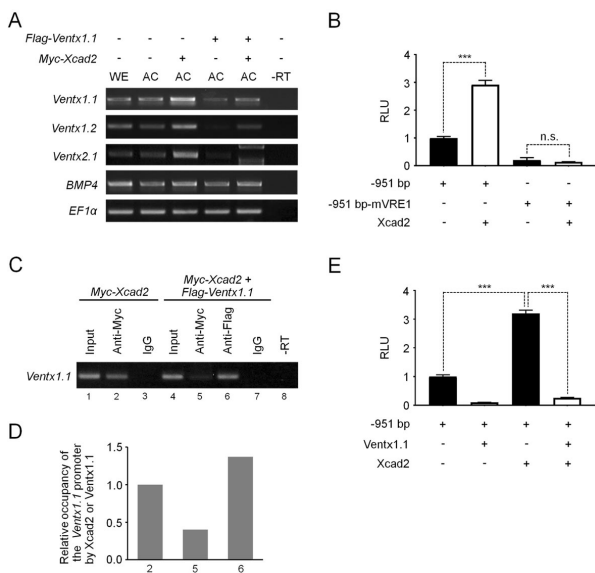 A
Flag-Ventx1.1 - - - + + -
Myc-Xcad2 - - + - + -
WE AC AC AC AC -RT
Ventx1.1
Ventx1.2
Ventx2.1
BMP4
EF1α
B
RLU
4
3
2
1
0
***
n.s.
-951 bp + + - -
-951 bp-mVRE1 - - + +
Xcad2 - + - +
C
Myc-Xcad2
Myc-Xcad2 +
Flag-Ventx1.1
Input Anti-Myc IgG Input Anti-Myc Anti-Flag IgG -RT
Ventx1.1
1 2 3 4 5 6 7 8
D
Relative occupancy of
the Ventx1.1 promoter
by Xcad2 or Ventx1.1
1.5
1.0
0.5
0.0
2 5 6
E
RLU
4
3
2
1
0
*** ***
-951 bp + + + +
Ventx1.1 - + - +
Xcad2 - - + +